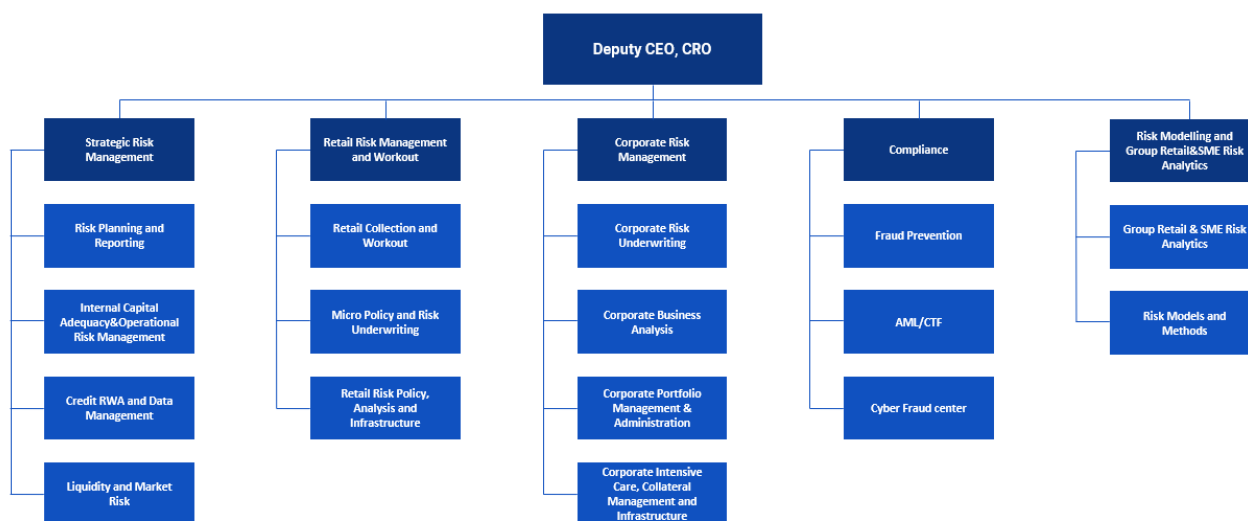 Deputy CEO, CRO
Strategic Risk
Management
Risk Planning and
Reporting
Internal Capital
Adequacy&Operational
Risk Management
Credit RWA and Data
Management
Liquidity and Market
Risk
Retail Risk Management
and Workout
Retail Collection and
Workout
Micro Policy and Risk
Underwriting
Retail Risk Policy,
Analysis and
Infrastructure
Corporate Risk
Management
Corporate Risk
Underwriting
Corporate Business
Analysis
Corporate Portfolio
Management &
Administration
Corporate Intensive
Care, Collateral
Management and
Infrastructure
Compliance
Fraud Prevention
AML/CTF
Cyber Fraud center
Risk Modelling and
Group Retail&SME Risk
Analytics
Group Retail & SME Risk
Analytics
Risk Models and
Methods